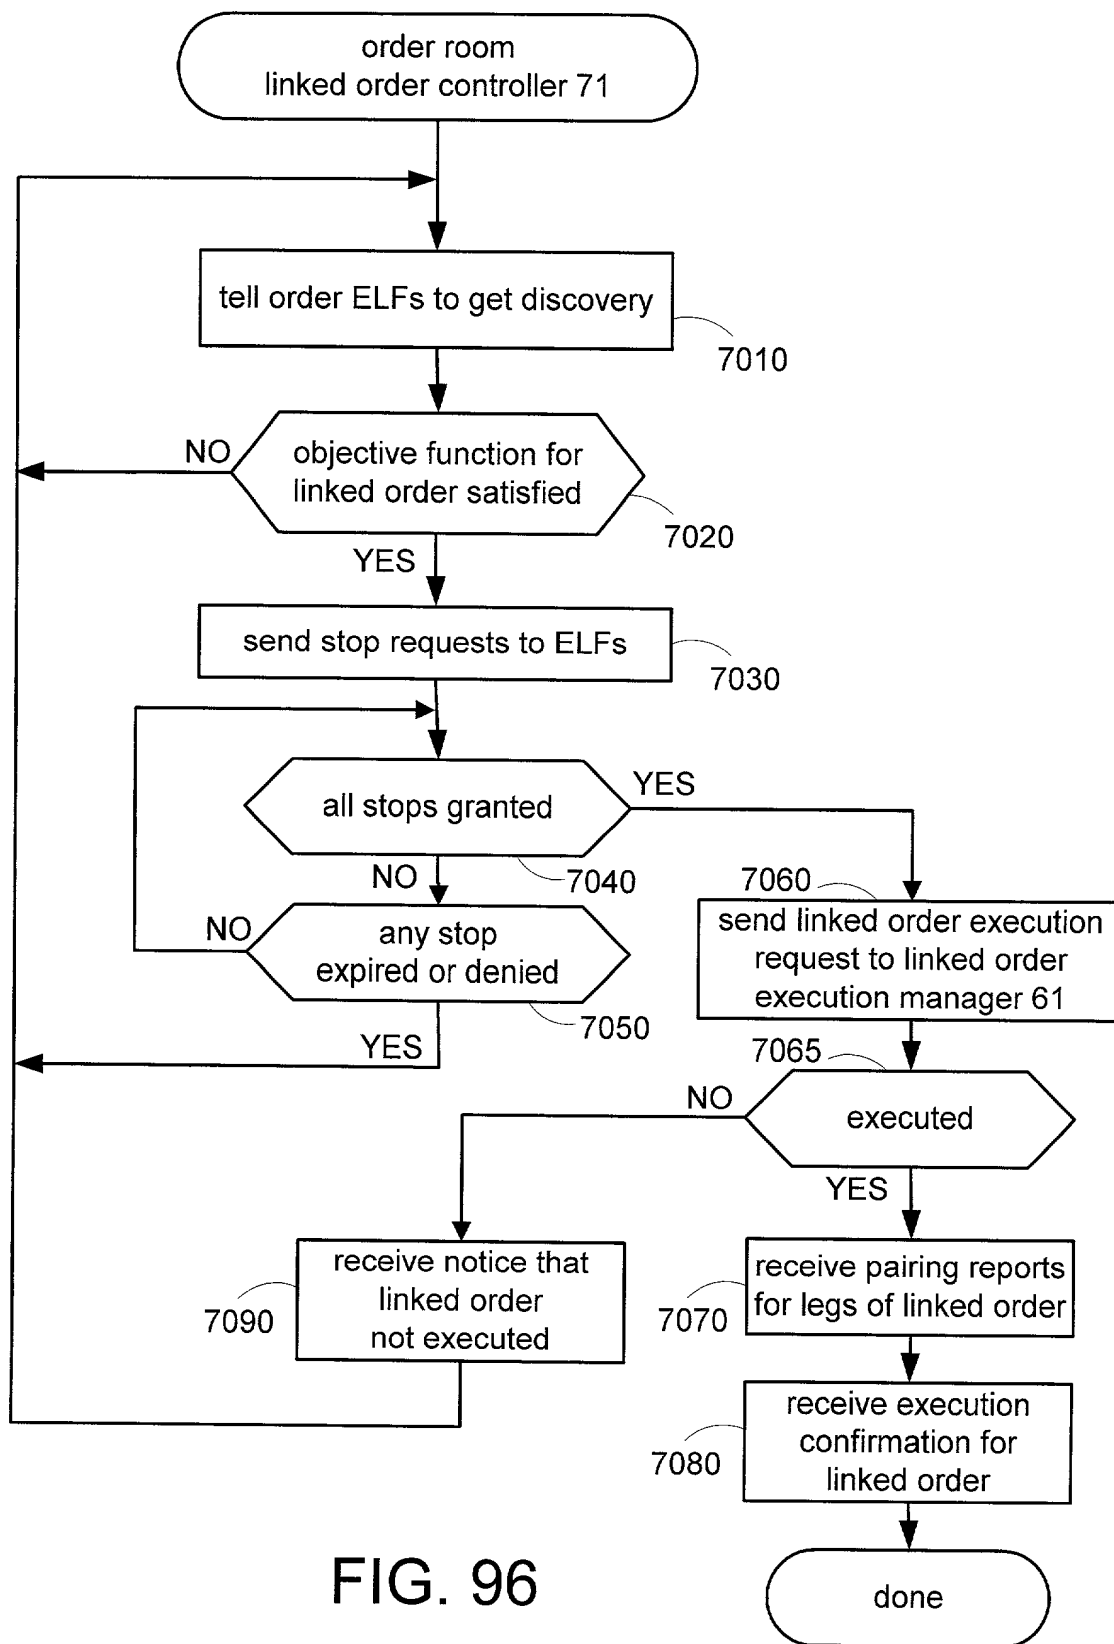 order room
linked order controller 71
tell order ELFs to get discovery
7010
NO
objective function for
linked order satisfied
7020
YES
send stop requests to ELFs
7030
all stops granted
YES
7040
NO
7060
send linked order execution
request to linked order
execution manager 61
NO
any stop
expired or denied
7050
YES
7065
NO
executed
YES
receive notice that
linked order
not executed
7090
receive pairing reports
for legs of linked order
7070
receive execution
confirmation for
linked order
7080
done
FIG. 96